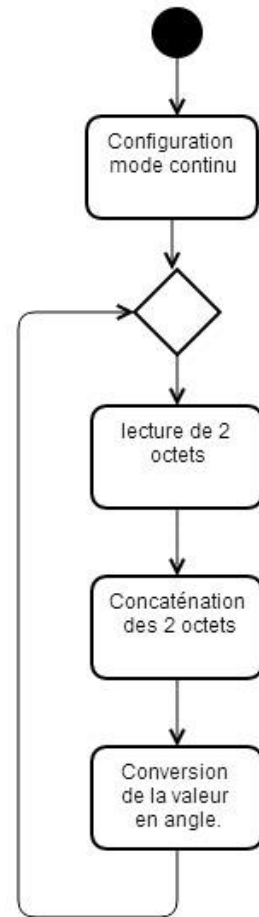 Configuration
mode continu
lecture de 2
octets
Concaténation
des 2 octets
Conversion
de la valeur
en angle.